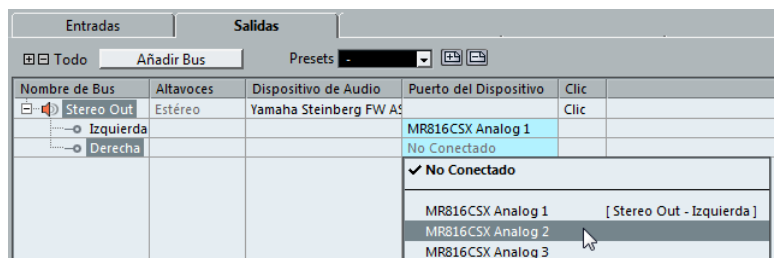 Entradas Salidas
Todo Añadir Bus Presets -
Nombre de Bus Altavoces Dispositivo de Audio Puerto del Dispositivo Clic
Stereo Out Estéreo Yamaha Steinberg FW AS Clic
Izquierda MR816CSX Analog 1
Derecha No Conectado
✓ No Conectado
MR816CSX Analog 1 [ Stereo Out - Izquierda ]
MR816CSX Analog 2
MR816CSX Analog 3